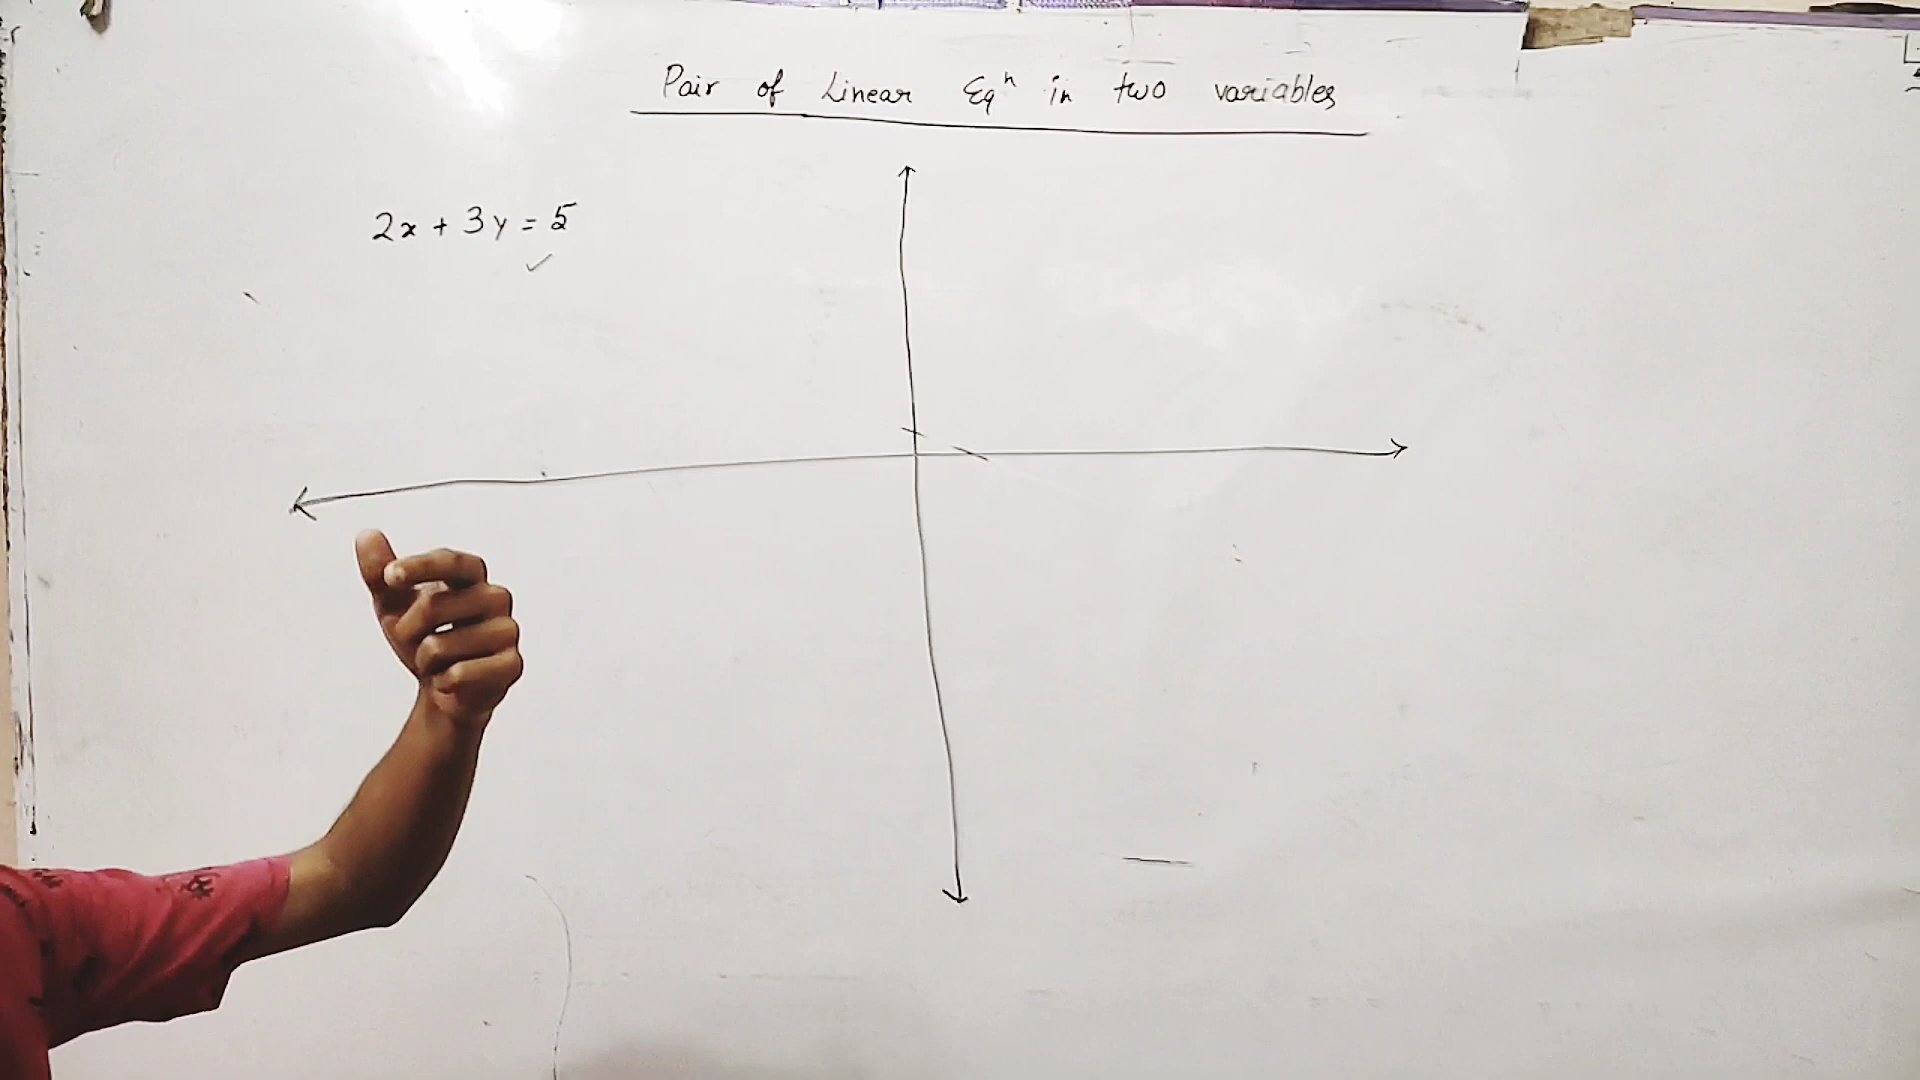 Pair of Linear Eqⁿ in two variables
2x + 3y = 5